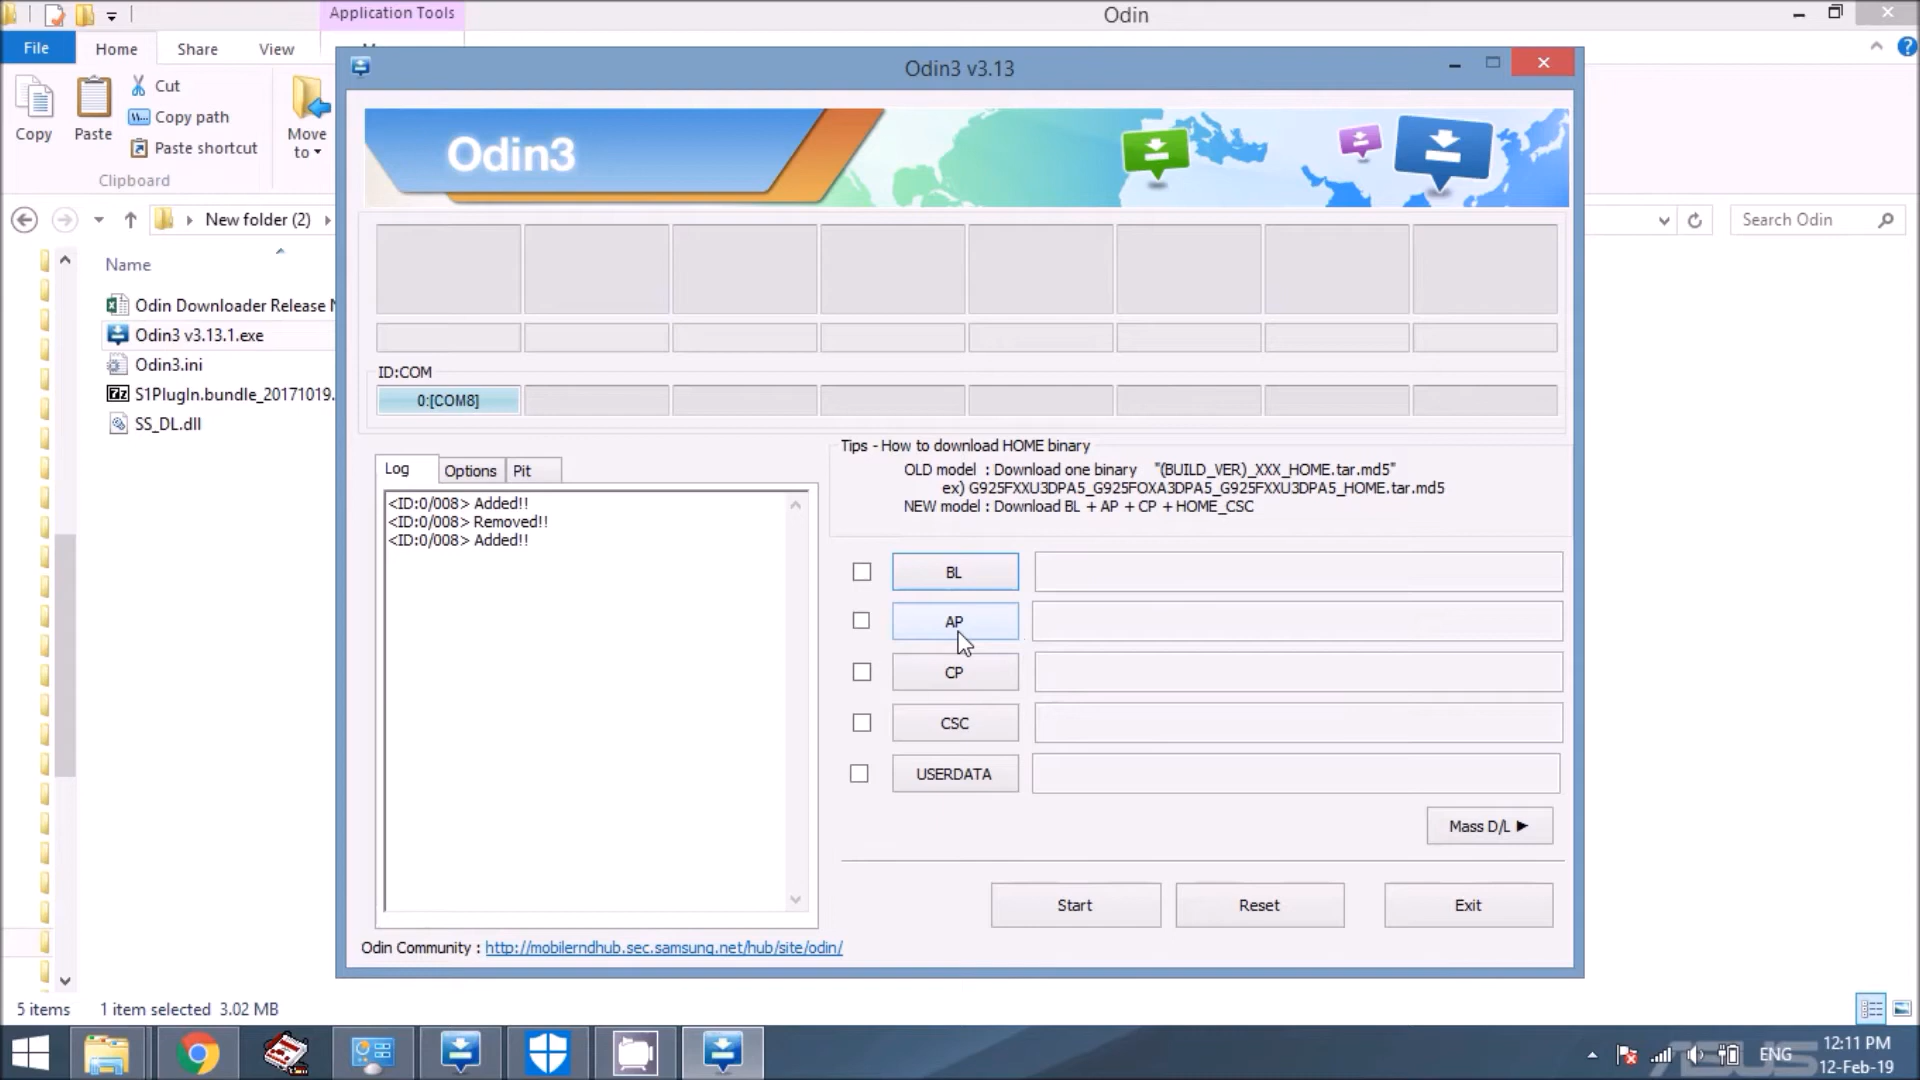 Application Tools
Odin
File
Home
Share
View
Copy
Paste
Cut
Copy path
Paste shortcut
Move
to
Clipboard
New folder (2)
Search Odin
Name
Odin Downloader Release N
Odin3 v3.13.1.exe
Odin3.ini
S1PlugIn.bundle_20171019.
SS_DL.dll
Odin3 v3.13
Odin3
ID:COM
0:[COM8]
Log
Options
Pit
<ID:0/008> Added!!
<ID:0/008> Removed!!
<ID:0/008> Added!!
Tips - How to download HOME binary
OLD model : Download one binary "(BUILD_VER)_XXX_HOME.tar.md5"
ex) G925FXXU3DPA5_G925FOXA3DPA5_G925FXXU3DPA5_HOME.tar.md5
NEW model : Download BL + AP + CP + HOME_CSC
BL
AP
CP
CSC
USERDATA
Mass D/L ►
Start
Reset
Exit
Odin Community : http://mobilerndhub.sec.samsung.net/hub/site/odin/
5 items 1 item selected 3.02 MB
ENG
12:11 PM
12-Feb-19